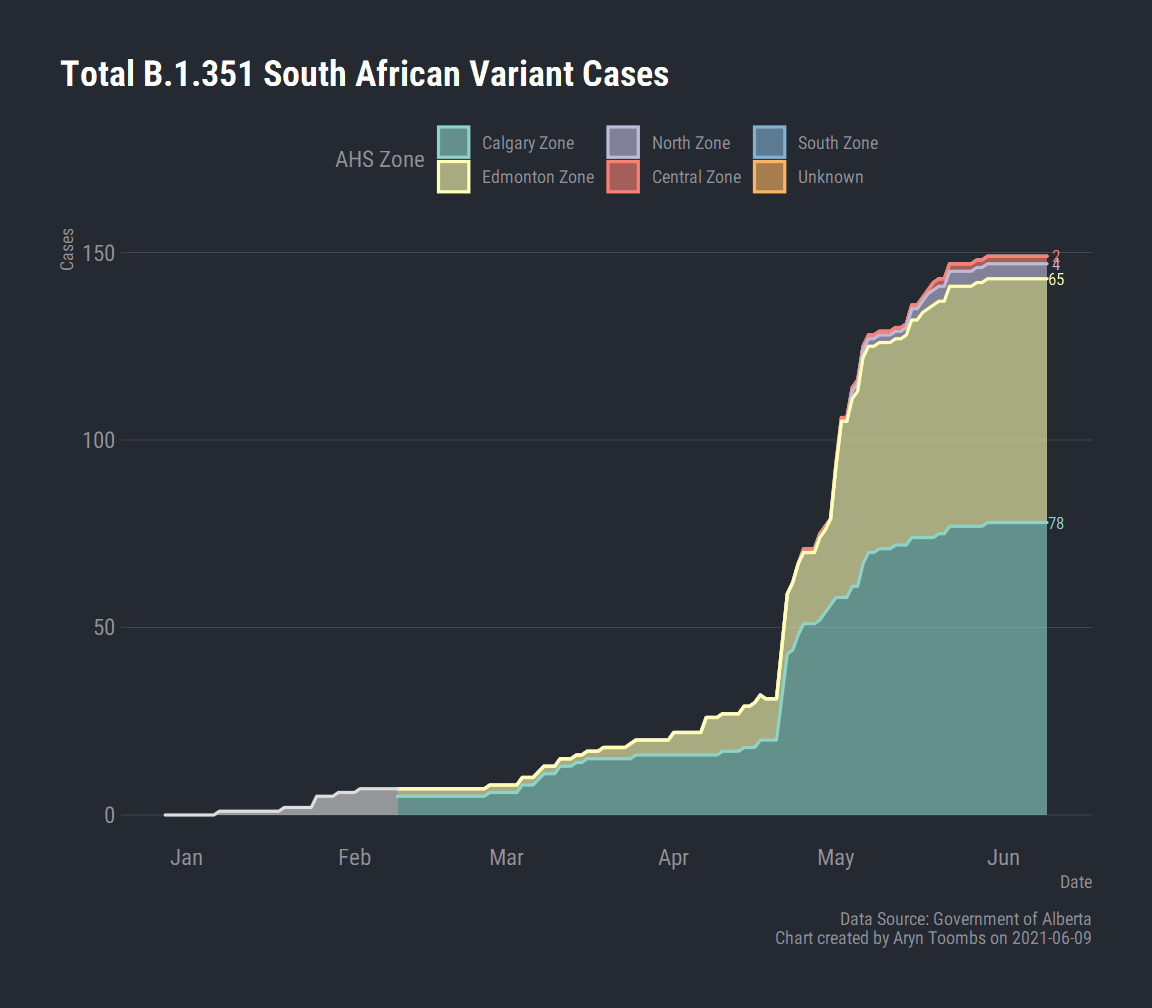 Total B.1.351 South African Variant Cases
AHS Zone
Calgary Zone
North Zone
South Zone
Edmonton Zone
Central Zone
Unknown
Cases
150
100
50
0
2
4
65
78
Jan
Feb
Mar
Apr
May
Jun
Date
Data Source: Government of Alberta
Chart created by Aryn Toombs on 2021-06-09